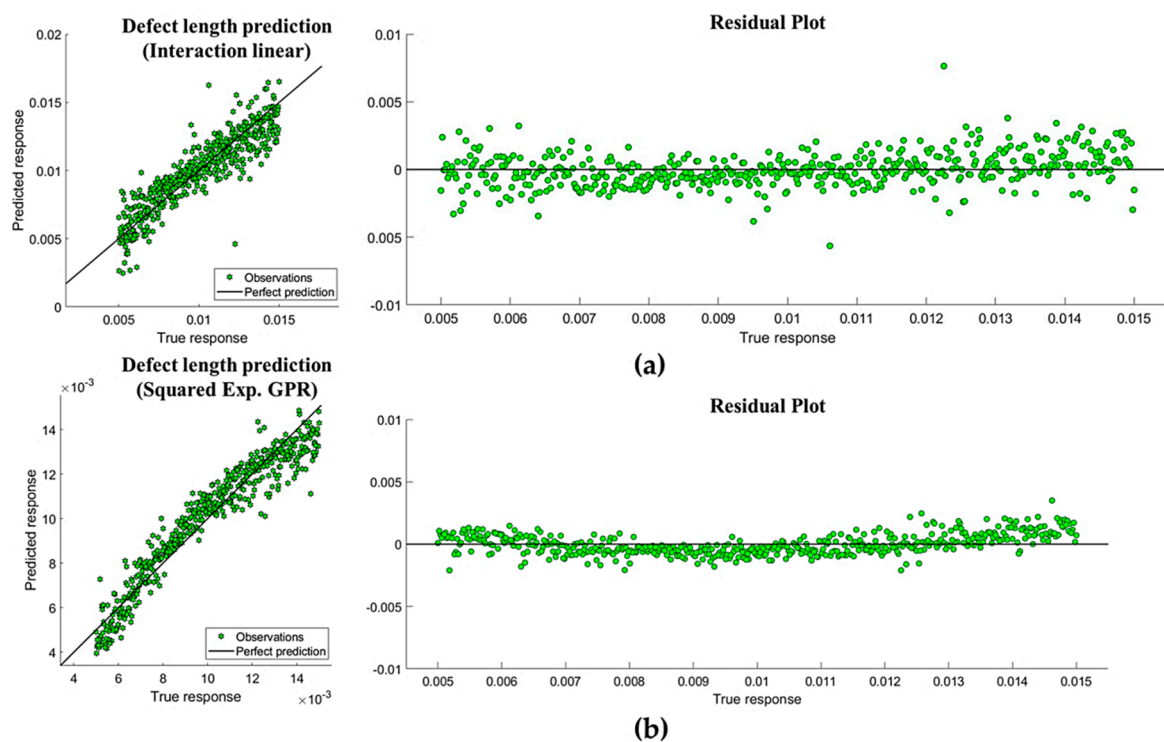 Defect length prediction
(Interaction linear)
0.02
0.015
0.01
0.005
0
Predicted response
Observations
Perfect prediction
0.005 0.01 0.015
True response
Residual Plot
0.01
0.005
0
0.005
-0.01
0.005 0.006 0.007 0.008 0.009 0.01 0.011 0.012 0.013 0.014 0.015
True response
(a)
Defect length prediction
(Squared Exp. GPR)
×10⁻³
14
12
10
8
6
4
Predicted response
Observations
Perfect prediction
4 6 8 10 12 14
True response ×10⁻³
Residual Plot
0.01
0.005
0
-0.005
-0.01
0.005 0.006 0.007 0.008 0.009 0.01 0.011 0.012 0.013 0.014 0.015
True response
(b)